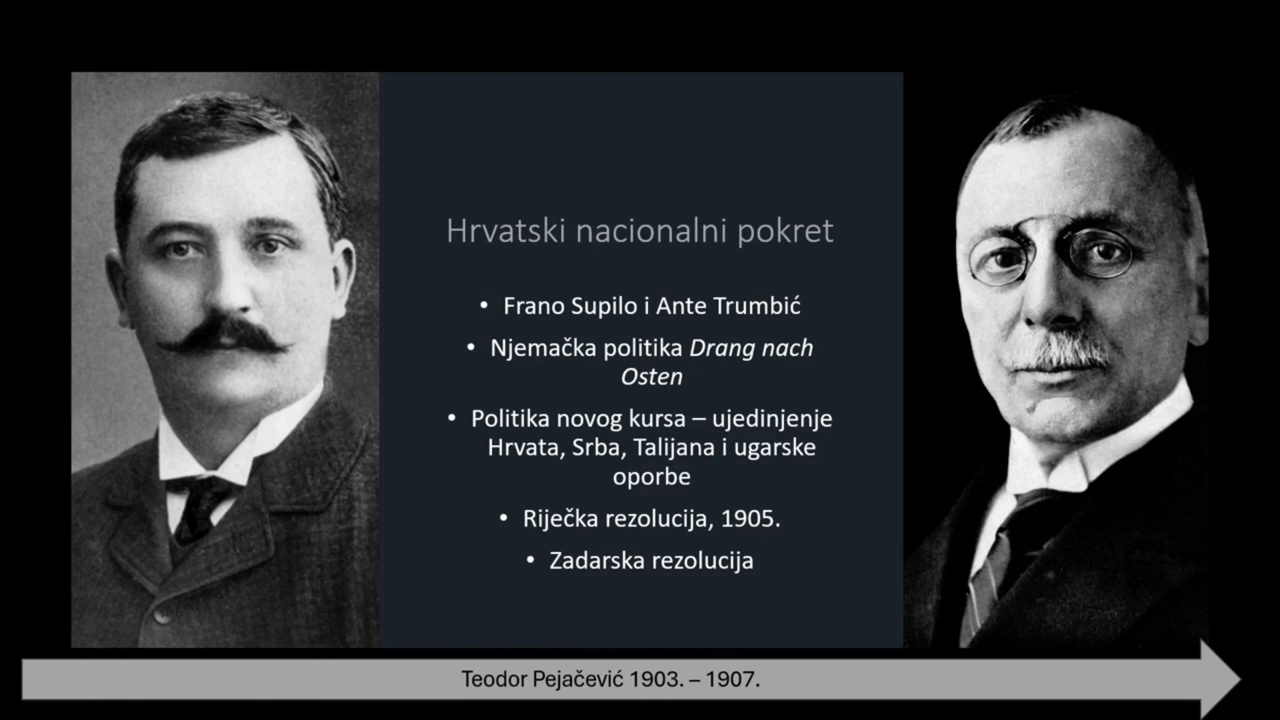 Hrvatski nacionalni pokret
• Frano Supilo i Ante Trumbić
• Njemačka politika Drang nach
Osten
• Politika novog kursa – ujedinjenje
Hrvata, Srba, Talijana i ugarske
oporbe
• Riječka rezolucija, 1905.
• Zadarska rezolucija
Teodor Pejačević 1903. – 1907.